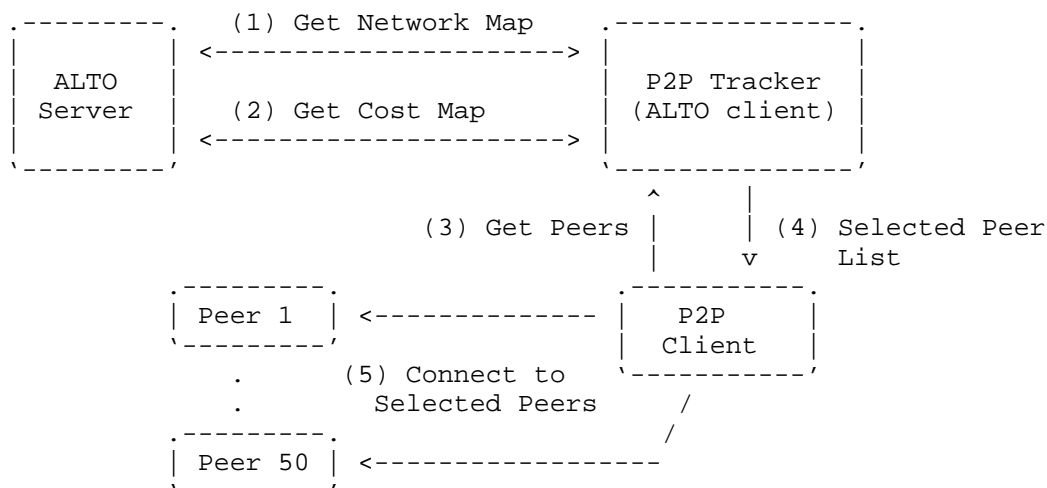 (1) Get Network Map
ALTO
Server
(2) Get Cost Map
P2P Tracker
(ALTO client)
(3) Get Peers
(4) Selected Peer
List
Peer 1
P2P
Client
(5) Connect to
Selected Peers
Peer 50